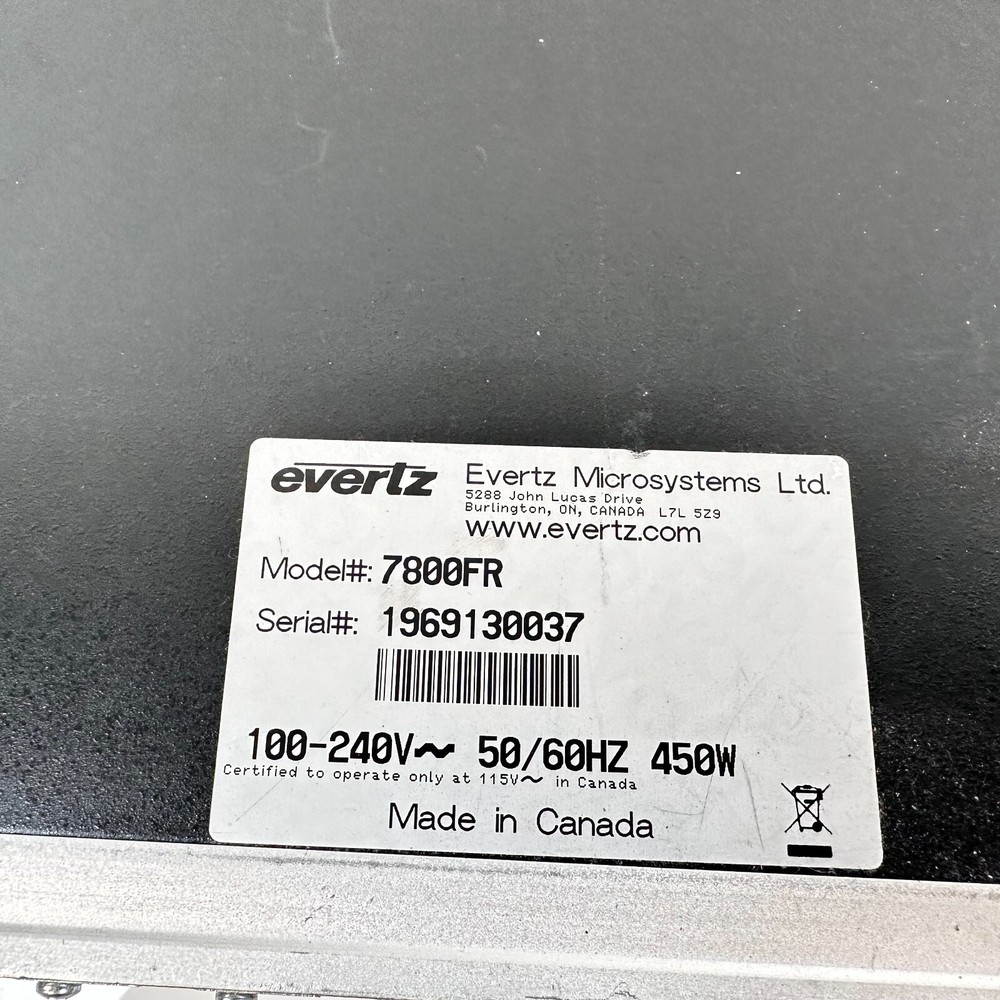 evertz
Evertz Microsystems Ltd.
5288 John Lucas Drive
Burlington, ON, CANADA L7L 5Z9
www.evertz.com
Model#: 7800FR
Serial#: 1969130037
100-240V~ 50/60HZ 450W
Certified to operate only at 115V~ in Canada
Made in Canada